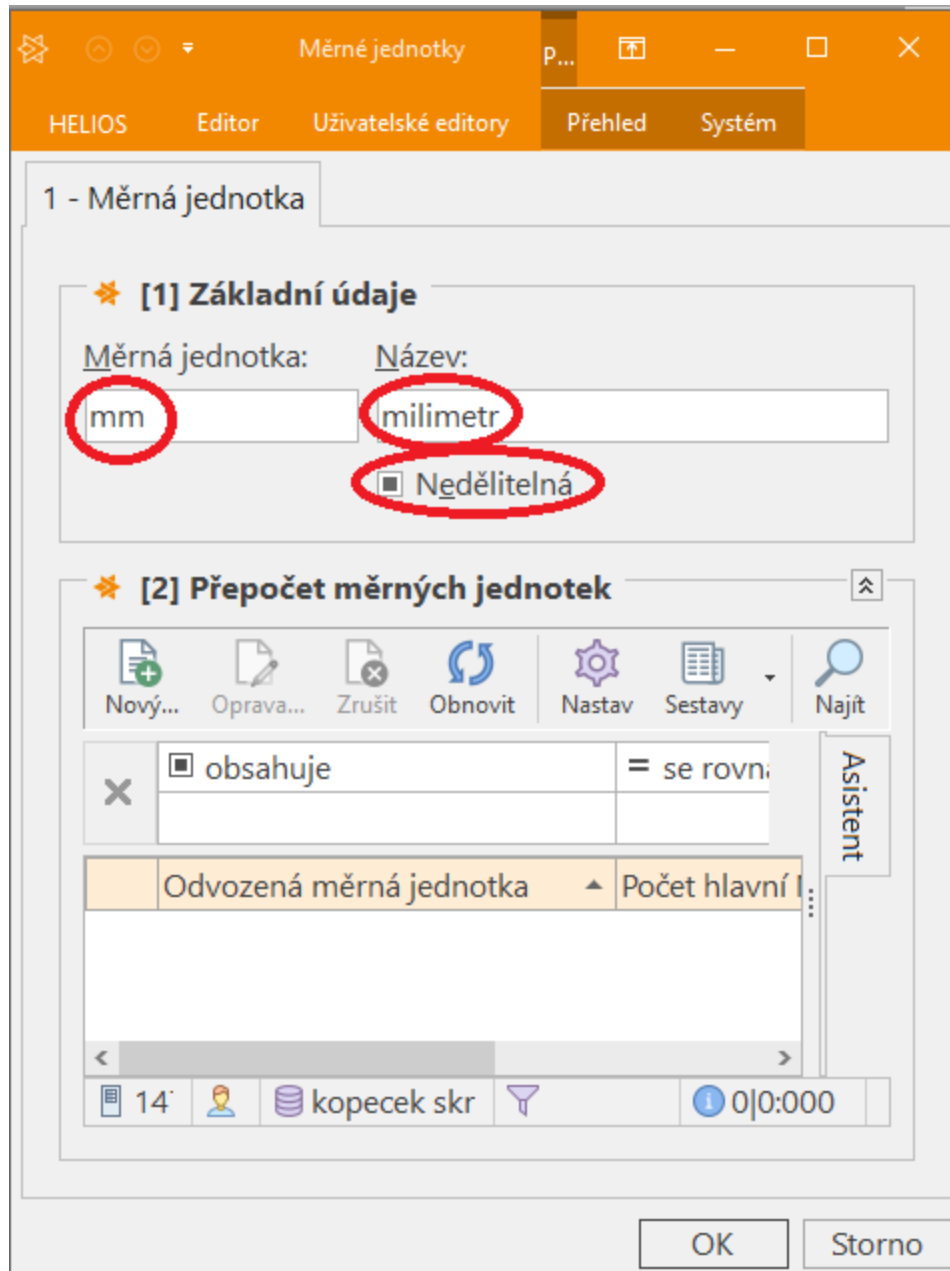 Měrné jednotky P...
HELIOS Editor Uživatelské editory Přehled Systém
1 - Měrná jednotka
[1] Základní údaje
Měrná jednotka: Název:
mm milimetr
Nedělitelná
[2] Přepočet měrných jednotek
Nový... Oprava... Zrušit Obnovit Nastav Sestavy Najít
obsahuje = se rovná
Asistent
Odvozená měrná jednotka Počet hlavní
14 kopecek skr 0|0:000
OK Storno